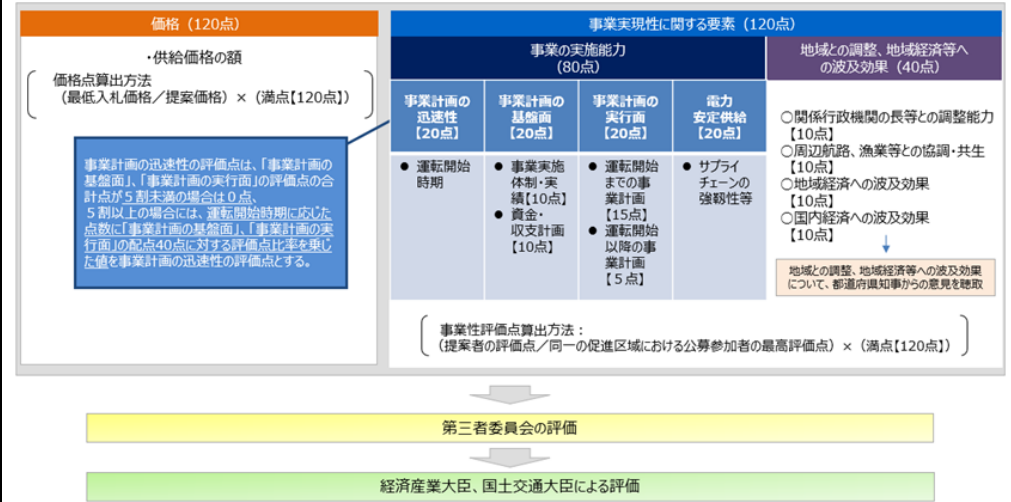 価格（120点）
・供給価格の額
価格点算出方法
（最低入札価格／提案価格）×（満点【120点】）
事業計画の迅速性の評価点は、「事業計画の
基盤面」、「事業計画の実行面」の評価点の合
計点が５割未満の場合は０点、
５割以上の場合には、運転開始時期に応じた
点数に「事業計画の基盤面」、「事業計画の実
行面」の配点40点に対する評価点比率を乗じ
た値を事業計画の迅速性の評価点とする。
事業実現性に関する要素（120点）
事業の実施能力
（80点）
地域との調整、地域経済等へ
の波及効果（40点）
事業計画の
迅速性
【20点】
事業計画の
基盤面
【20点】
事業計画の
実行面
【20点】
電力
安定供給
【20点】
● 運転開始
時期
● 事業実施
体制・実
績【10点】
● 資金・
収支計画
【10点】
● 運転開始
までの事
業計画
【15点】
● 運転開始
以降の事
業計画
【５点】
● サプライ
チェーンの
強靱性等
○関係行政機関の長等との調整能力
【10点】
○周辺航路、漁業等との協調・共生
【10点】
○地域経済への波及効果
【10点】
○国内経済への波及効果
【10点】
地域との調整、地域経済等への波及効果
について、都道府県知事からの意見を聴取
事業性評価点算出方法：
（提案者の評価点／同一の促進区域における公募参加者の最高評価点）×（満点【120点】）
第三者委員会の評価
経済産業大臣、国土交通大臣による評価